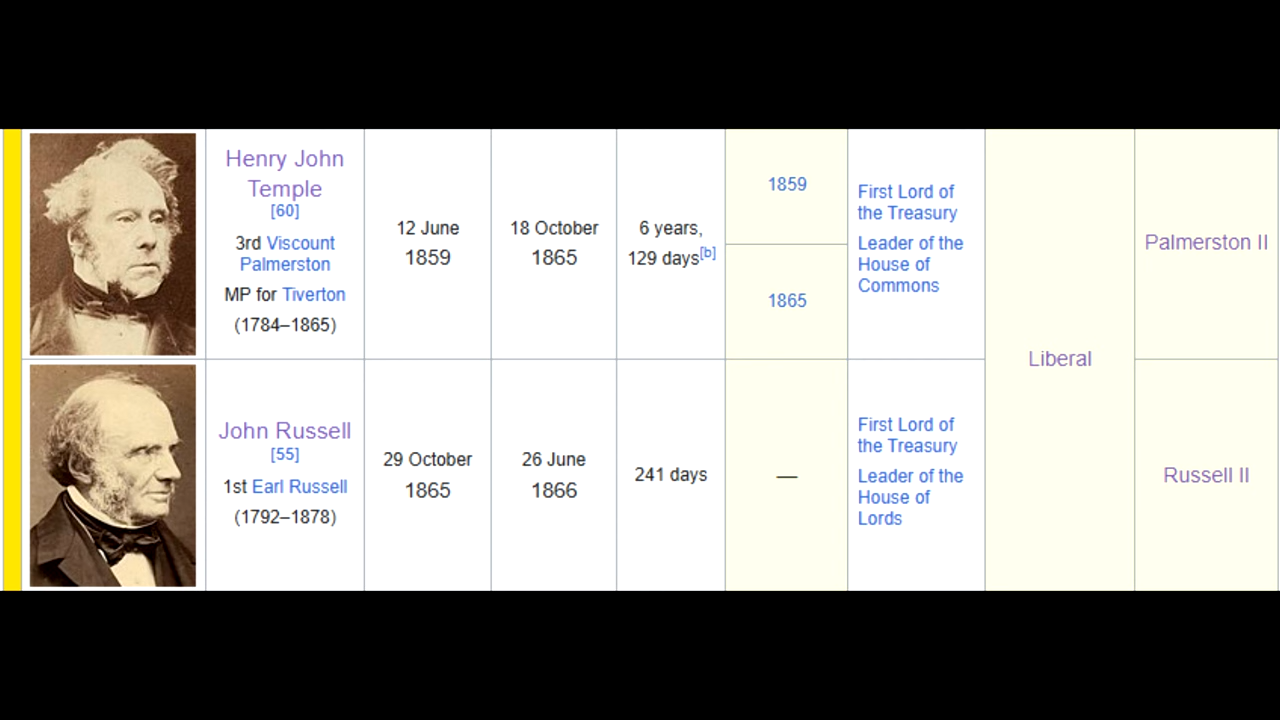 Henry John
Temple
[60]
3rd Viscount
Palmerston
MP for Tiverton
(1784–1865)
12 June
1859
18 October
1865
6 years,
129 days[b]
1859
1865
First Lord of
the Treasury
Leader of the
House of
Commons
Liberal
Palmerston II
John Russell
[55]
1st Earl Russell
(1792–1878)
29 October
1865
26 June
1866
241 days
—
First Lord of
the Treasury
Leader of the
House of
Lords
Russell II